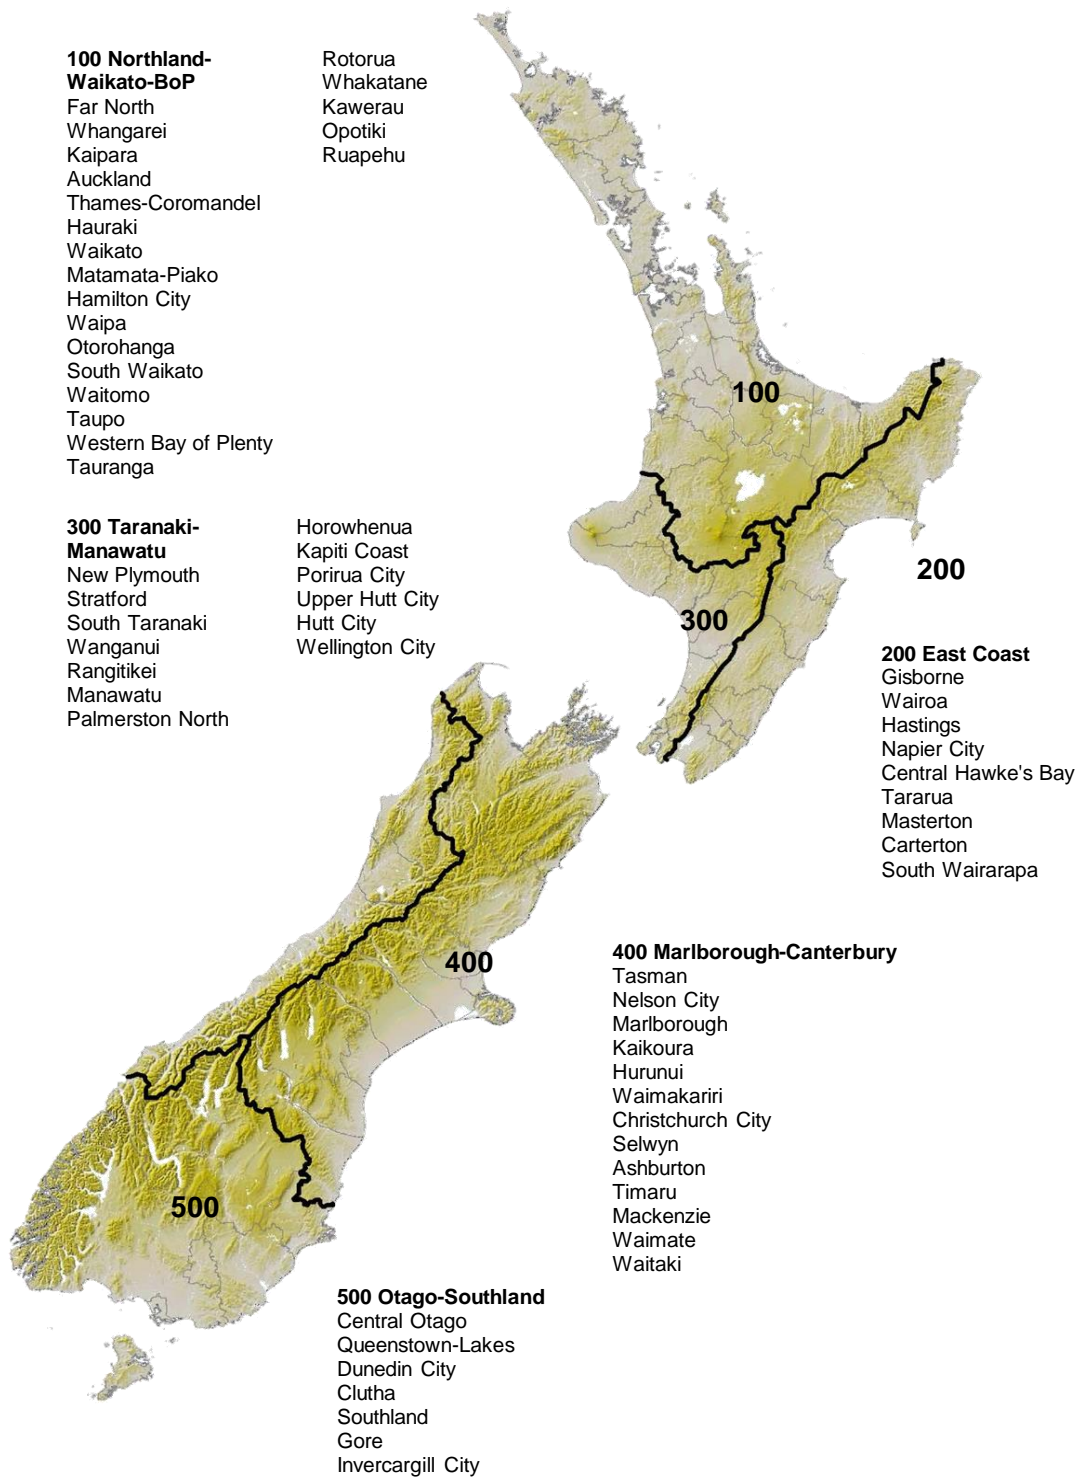 100 Northland-
Waikato-BoP
Far North
Whangarei
Kaipara
Auckland
Thames-Coromandel
Hauraki
Waikato
Matamata-Piako
Hamilton City
Waipa
Otorohanga
South Waikato
Waitomo
Taupo
Western Bay of Plenty
Tauranga
Rotorua
Whakatane
Kawerau
Opotiki
Ruapehu
100
300 Taranaki-
Manawatu
New Plymouth
Stratford
South Taranaki
Wanganui
Rangitikei
Manawatu
Palmerston North
Horowhenua
Kapiti Coast
Porirua City
Upper Hutt City
Hutt City
Wellington City
300
200
200 East Coast
Gisborne
Wairoa
Hastings
Napier City
Central Hawke's Bay
Tararua
Masterton
Carterton
South Wairarapa
400
400 Marlborough-Canterbury
Tasman
Nelson City
Marlborough
Kaikoura
Hurunui
Waimakariri
Christchurch City
Selwyn
Ashburton
Timaru
Mackenzie
Waimate
Waitaki
500
500 Otago-Southland
Central Otago
Queenstown-Lakes
Dunedin City
Clutha
Southland
Gore
Invercargill City